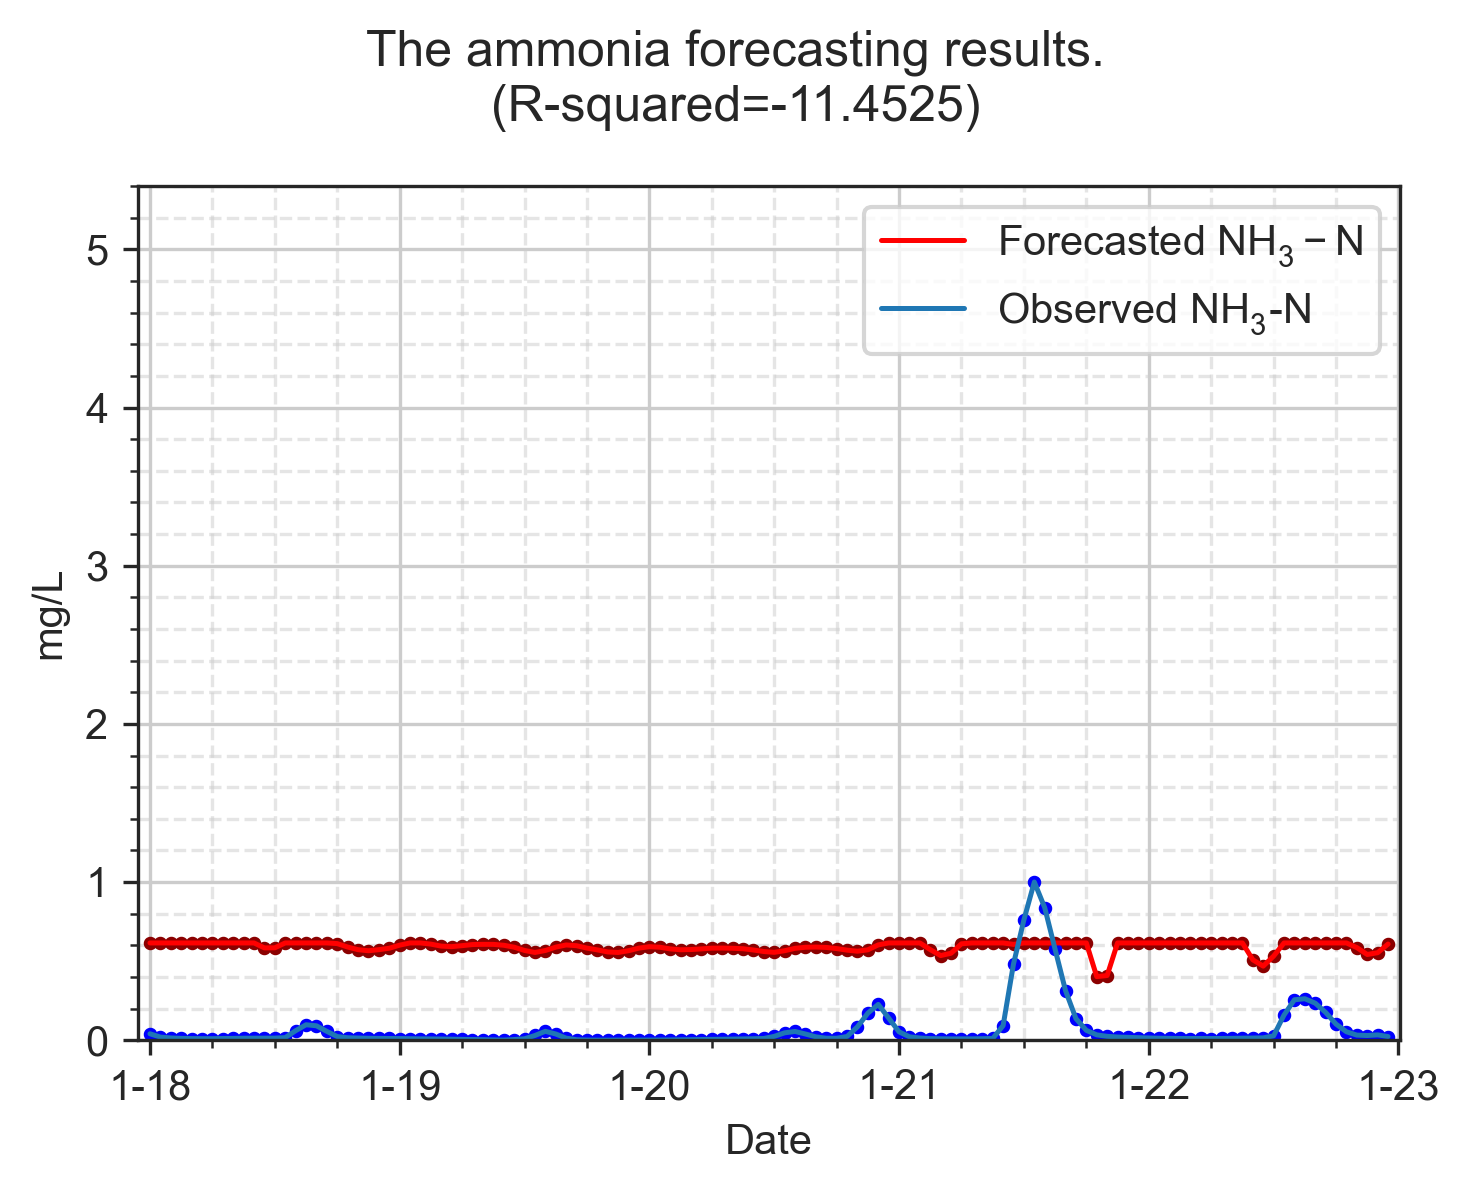 The ammonia forecasting results.
(R-squared=-11.4525)
Forecasted NH₃ − N
Observed NH₃-N
5
4
3
2
1
0
mg/L
1-18 1-19 1-20 1-21 1-22 1-23
Date